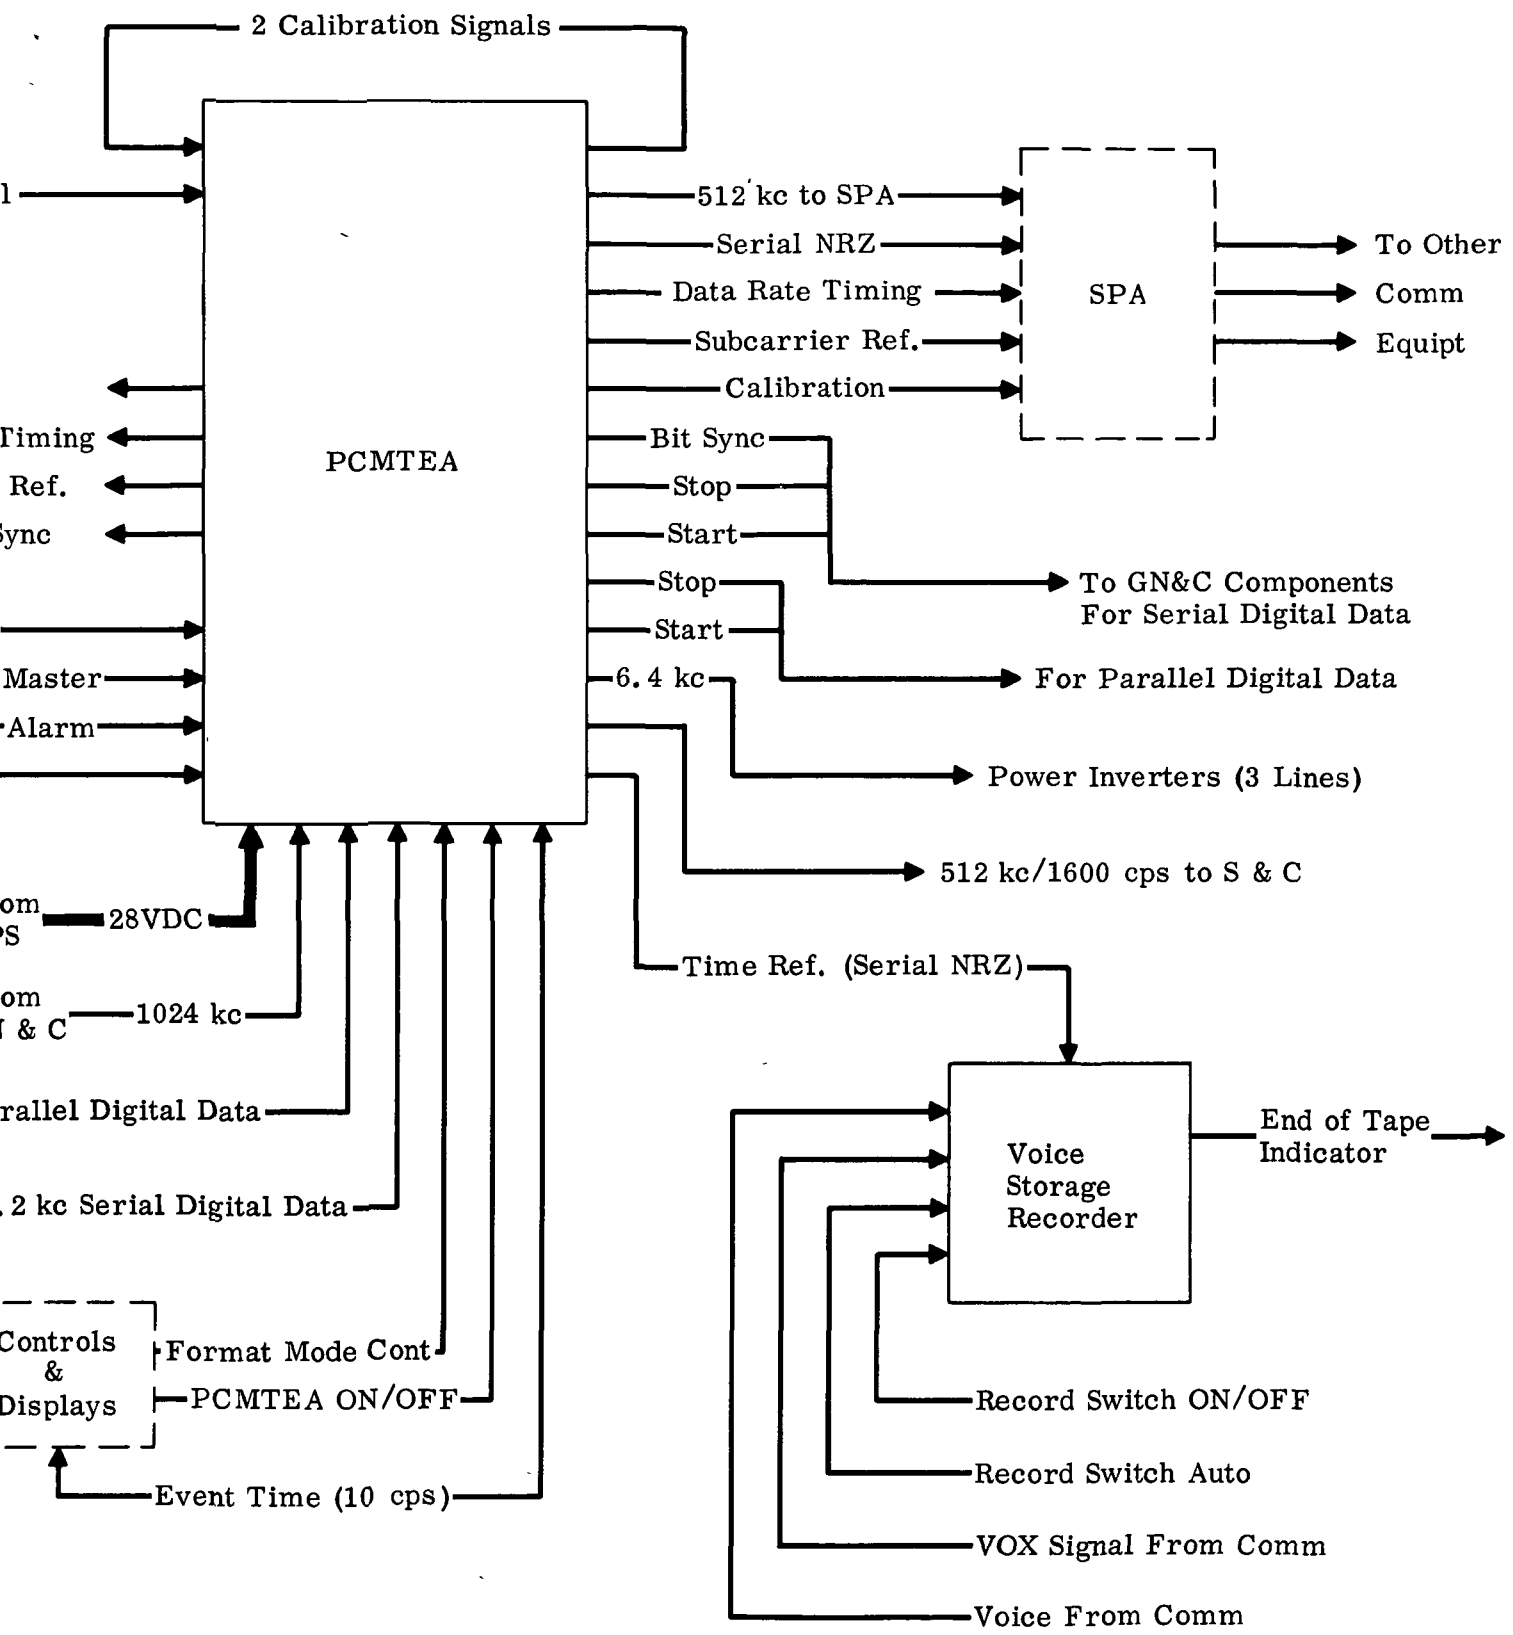 2 Calibration Signals
512 kc to SPA
Serial NRZ
To Other
Data Rate Timing
SPA
Comm
Subcarrier Ref.
Equipt
Calibration
Timing
Bit Sync
PCMTEA
Ref.
Stop
Sync
Start
Stop
To GN&C Components
For Serial Digital Data
Start
Master
6.4 kc
For Parallel Digital Data
Alarm
Power Inverters (3 Lines)
512 kc/1600 cps to S & C
28VDC
Time Ref. (Serial NRZ)
1024 kc
& C
rallel Digital Data
End of Tape
Indicator
Voice
Storage
Recorder
.2 kc Serial Digital Data
Controls
&
Displays
Format Mode Cont
PCMTEA ON/OFF
Record Switch ON/OFF
Record Switch Auto
Event Time (10 cps)
VOX Signal From Comm
Voice From Comm